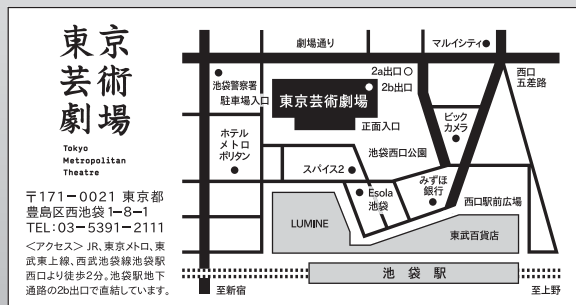 東京
芸術
劇場
Tokyo
Metropolitan
Theatre
〒171-0021 東京都
豊島区西池袋1-8-1
TEL:03-5391-2111
<アクセス> JR、東京メトロ、東
武東上線、西武池袋線池袋駅
西口より徒歩2分。池袋駅地下
通路の2b出口で直結しています。
劇場通り
マルイシティ
池袋警察署
駐車場入口
2a出口
2b出口
西口
五差路
東京芸術劇場
正面入口
ビック
カメラ
ホテル
メトロ
ポリタン
池袋西口公園
スパイス2
Esola
池袋
みずほ
銀行
西口駅前広場
LUMINE
東武百貨店
池袋駅
至新宿
至上野